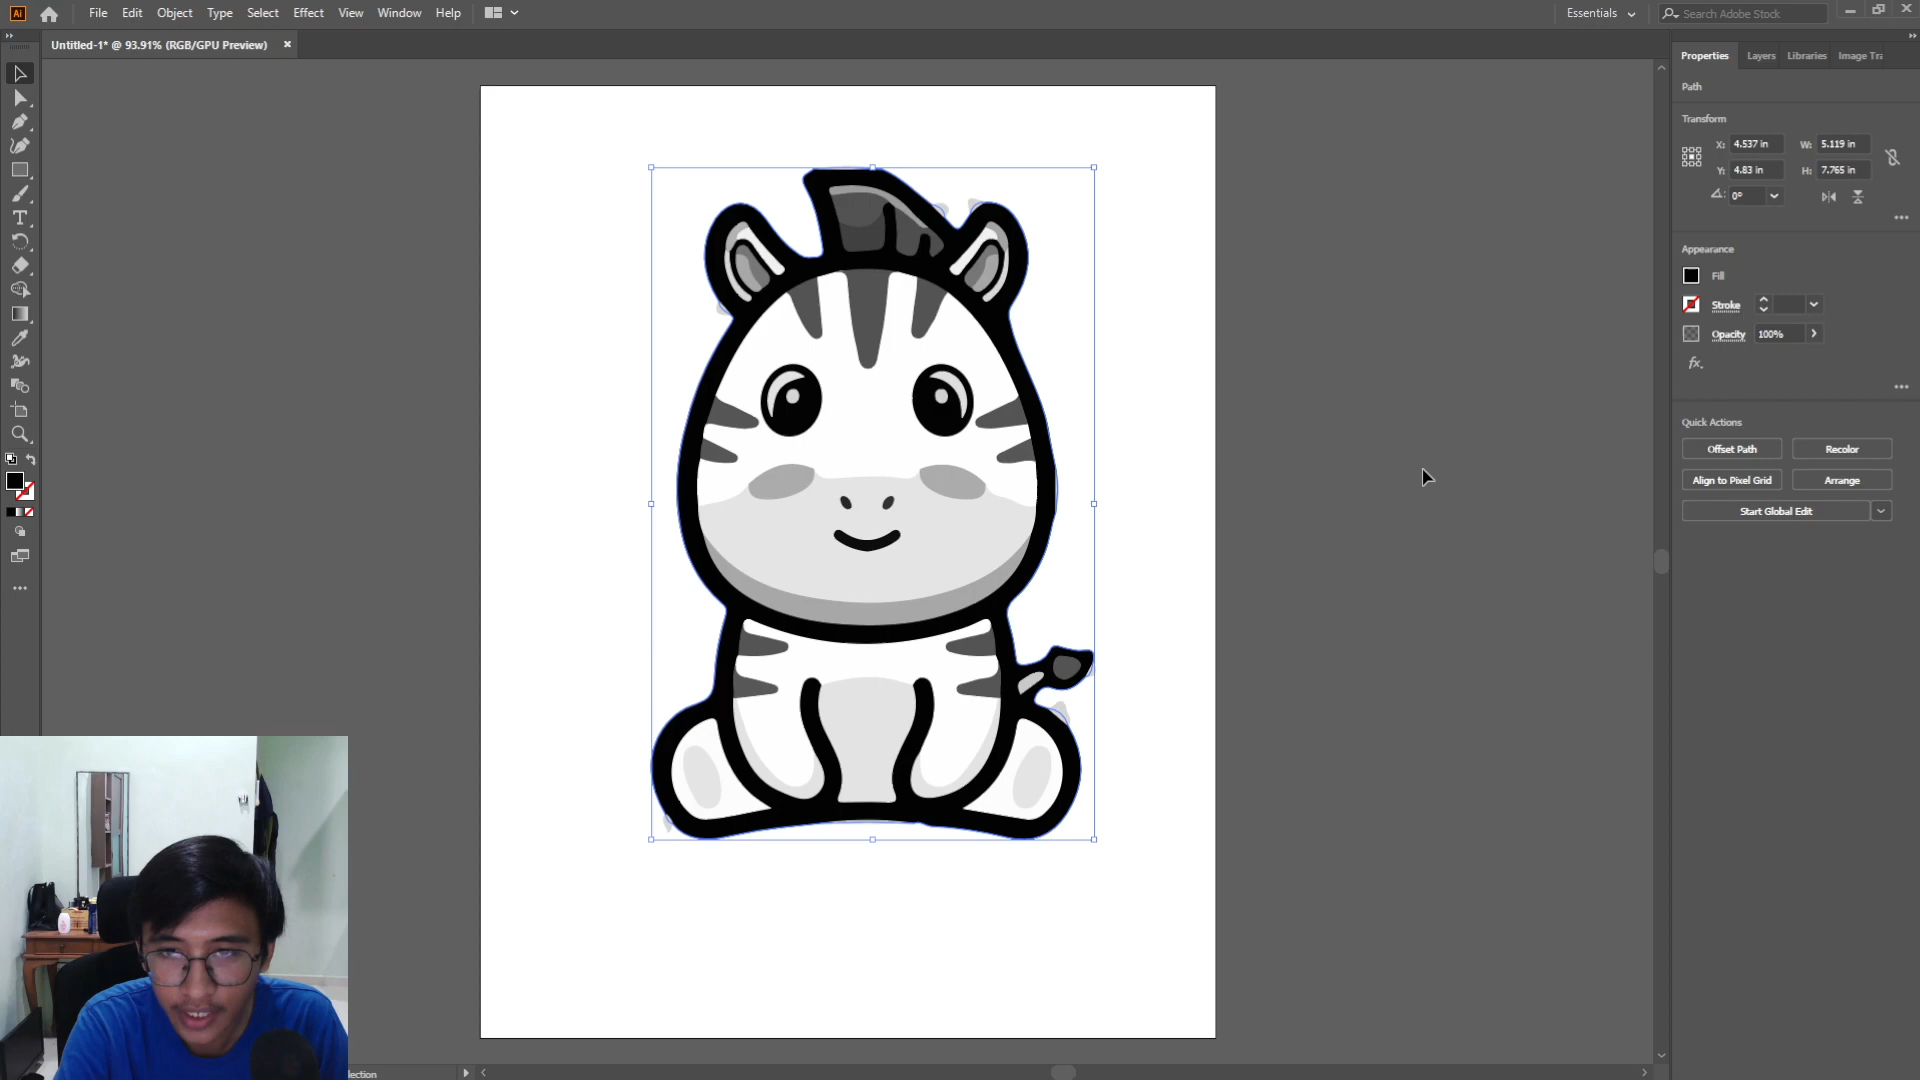 Ai File Edit Object Type Select Effect View Window Help Essentials Search Adobe Stock
Untitled-1* @ 93.91% (RGB/GPU Preview) ×
Properties Layers Libraries Image Tra
Path
Transform
X: 4.537 in W: 5.119 in
Y: 4.83 in H: 7.765 in
0°
Appearance
Fill
Stroke
Opacity 100%
fx.
Quick Actions
Offset Path Recolor
Align to Pixel Grid Arrange
Start Global Edit
lection